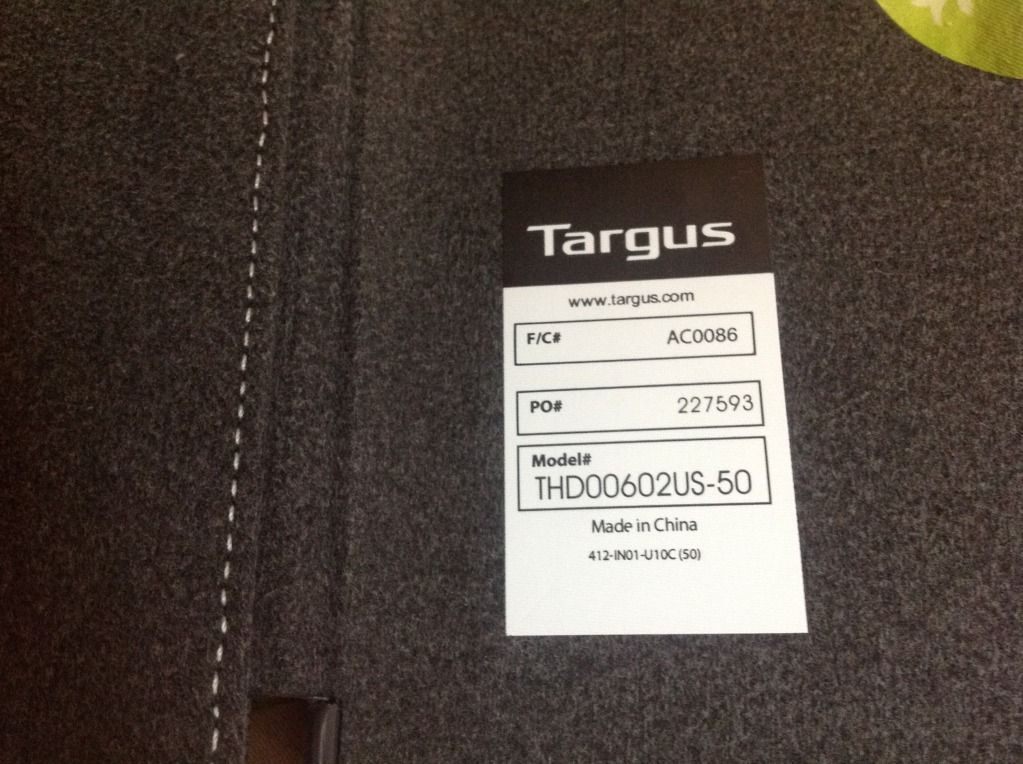 Targus
www.targus.com
F/C# AC0086
PO# 227593
Model#
THD00602US-50
Made in China
412-IN01-U10C (50)